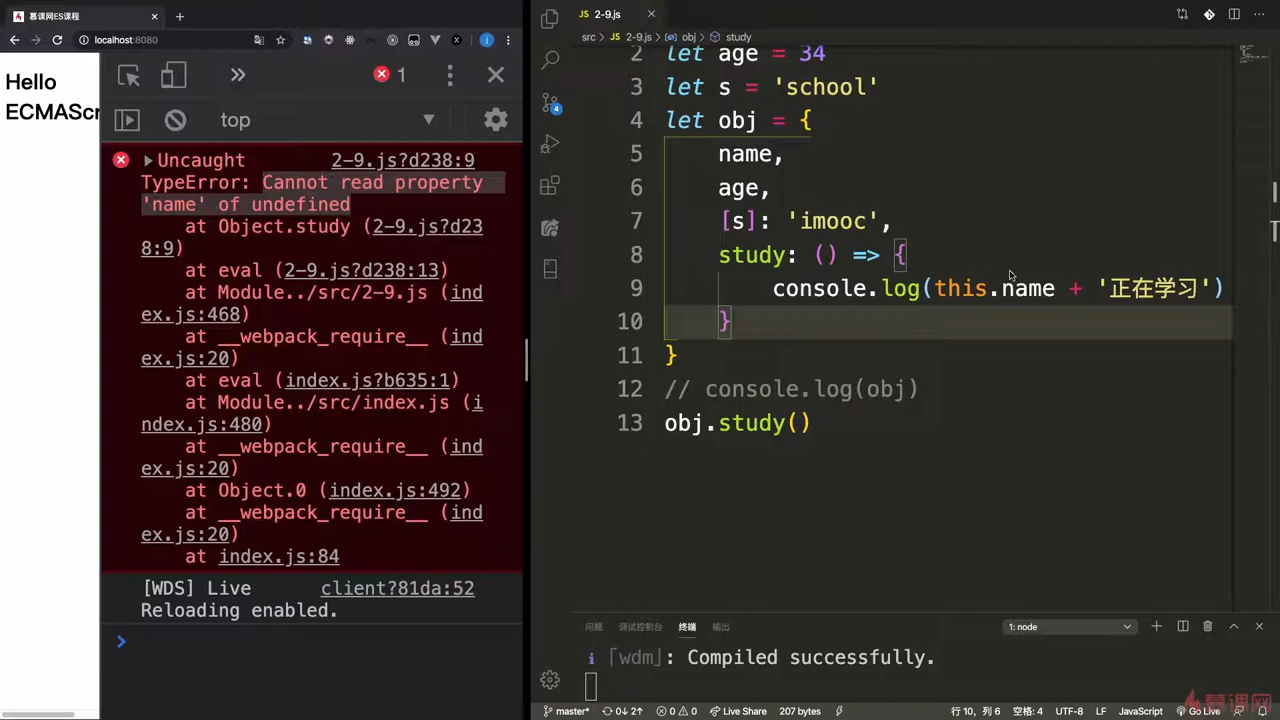 慕课网ES课程
localhost:8080
Hello
ECMAScr
1
top
Uncaught 2-9.js?d238:9
TypeError: Cannot read property
'name' of undefined
at Object.study (2-9.js?d23
8:9)
at eval (2-9.js?d238:13)
at Module../src/2-9.js (ind
ex.js:468)
at __webpack_require__ (ind
ex.js:20)
at eval (index.js?b635:1)
at Module../src/index.js (i
ndex.js:480)
at __webpack_require__ (ind
ex.js:20)
at Object.0 (index.js:492)
at __webpack_require__ (ind
ex.js:20)
at index.js:84
[WDS] Live client?81da:52
Reloading enabled.
JS 2-9.js
src > JS 2-9.js > obj > study
2 let age = 34
3 let s = 'school'
4 let obj = {
5 name,
6 age,
7 [s]: 'imooc',
8 study: () => {
9 console.log(this.name + '正在学习')
10 }
11 }
12 // console.log(obj)
13 obj.study()
4
问题 调试控制台 终端 输出 1: node
i ⌈wdm⌋: Compiled successfully.
master* 0↓ 2↑ 0 0 Live Share 207 bytes 行 10, 列 6 空格: 4 UTF-8 LF JavaScript Go Live
慕课网